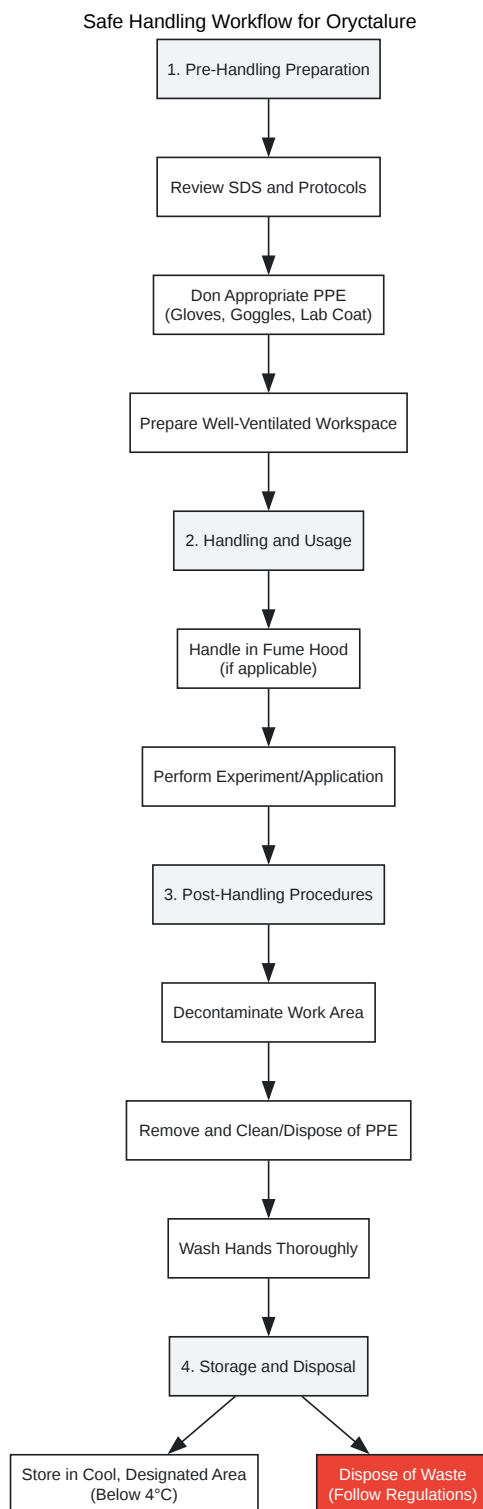 Safe Handling Workflow for Oryctalure
1. Pre-Handling Preparation
Review SDS and Protocols
Don Appropriate PPE
(Gloves, Goggles, Lab Coat)
Prepare Well-Ventilated Workspace
2. Handling and Usage
Handle in Fume Hood
(if applicable)
Perform Experiment/Application
3. Post-Handling Procedures
Decontaminate Work Area
Remove and Clean/Dispose of PPE
Wash Hands Thoroughly
4. Storage and Disposal
Store in Cool, Designated Area
(Below 4°C)
Dispose of Waste
(Follow Regulations)